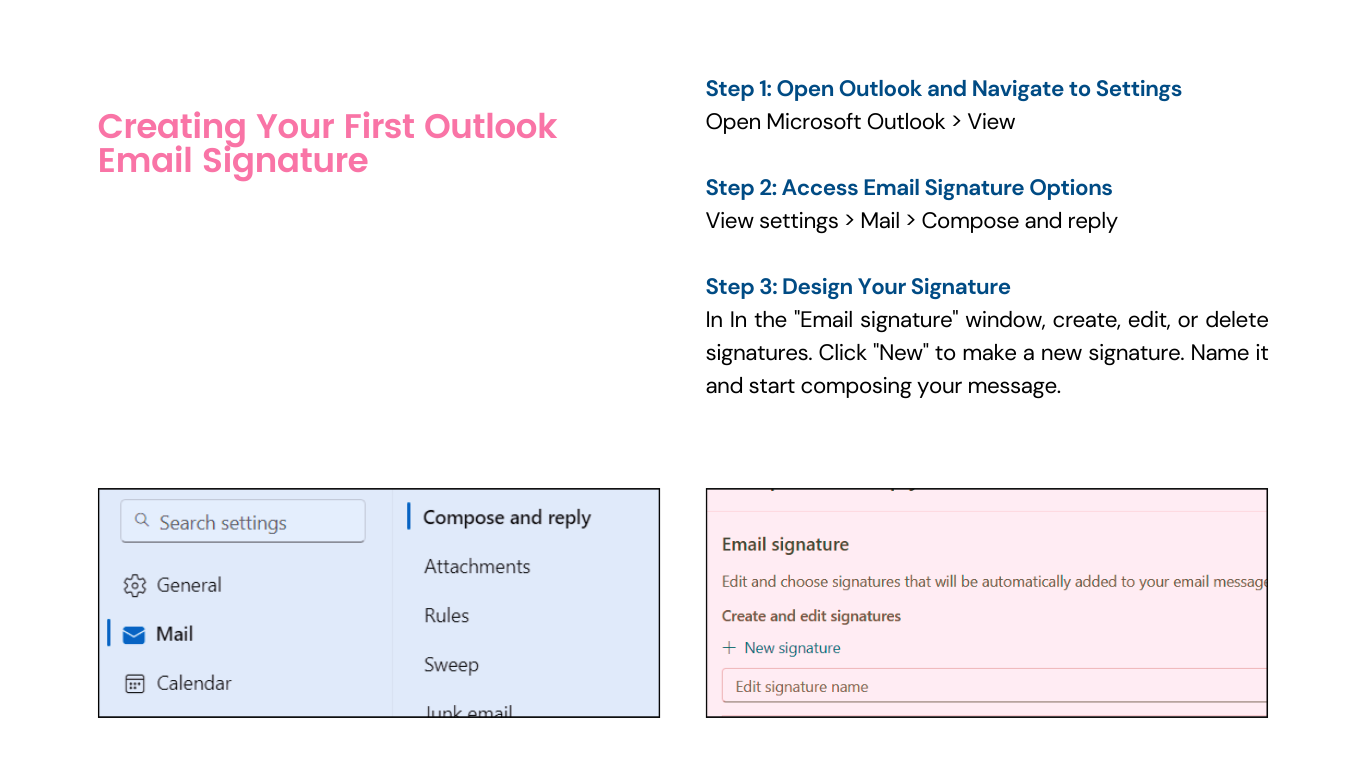 Creating Your First Outlook
Email Signature
Step 1: Open Outlook and Navigate to Settings
Open Microsoft Outlook > View
Step 2: Access Email Signature Options
View settings > Mail > Compose and reply
Step 3: Design Your Signature
In In the "Email signature" window, create, edit, or delete
signatures. Click "New" to make a new signature. Name it
and start composing your message.
Search settings
General
Mail
Calendar
Compose and reply
Attachments
Rules
Sweep
Junk email
Email signature
Edit and choose signatures that will be automatically added to your email message
Create and edit signatures
+ New signature
Edit signature name